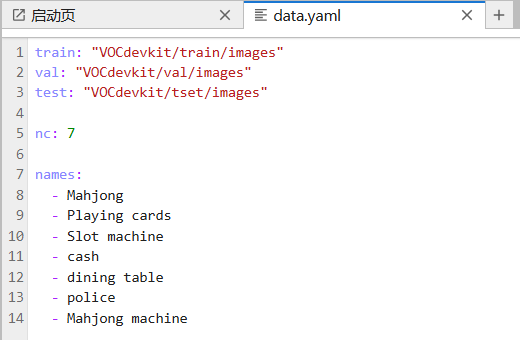 启动页 data.yaml
1 train: "VOCdevkit/train/images"
2 val: "VOCdevkit/val/images"
3 test: "VOCdevkit/tset/images"
4
5 nc: 7
6
7 names:
8 - Mahjong
9 - Playing cards
10 - Slot machine
11 - cash
12 - dining table
13 - police
14 - Mahjong machine